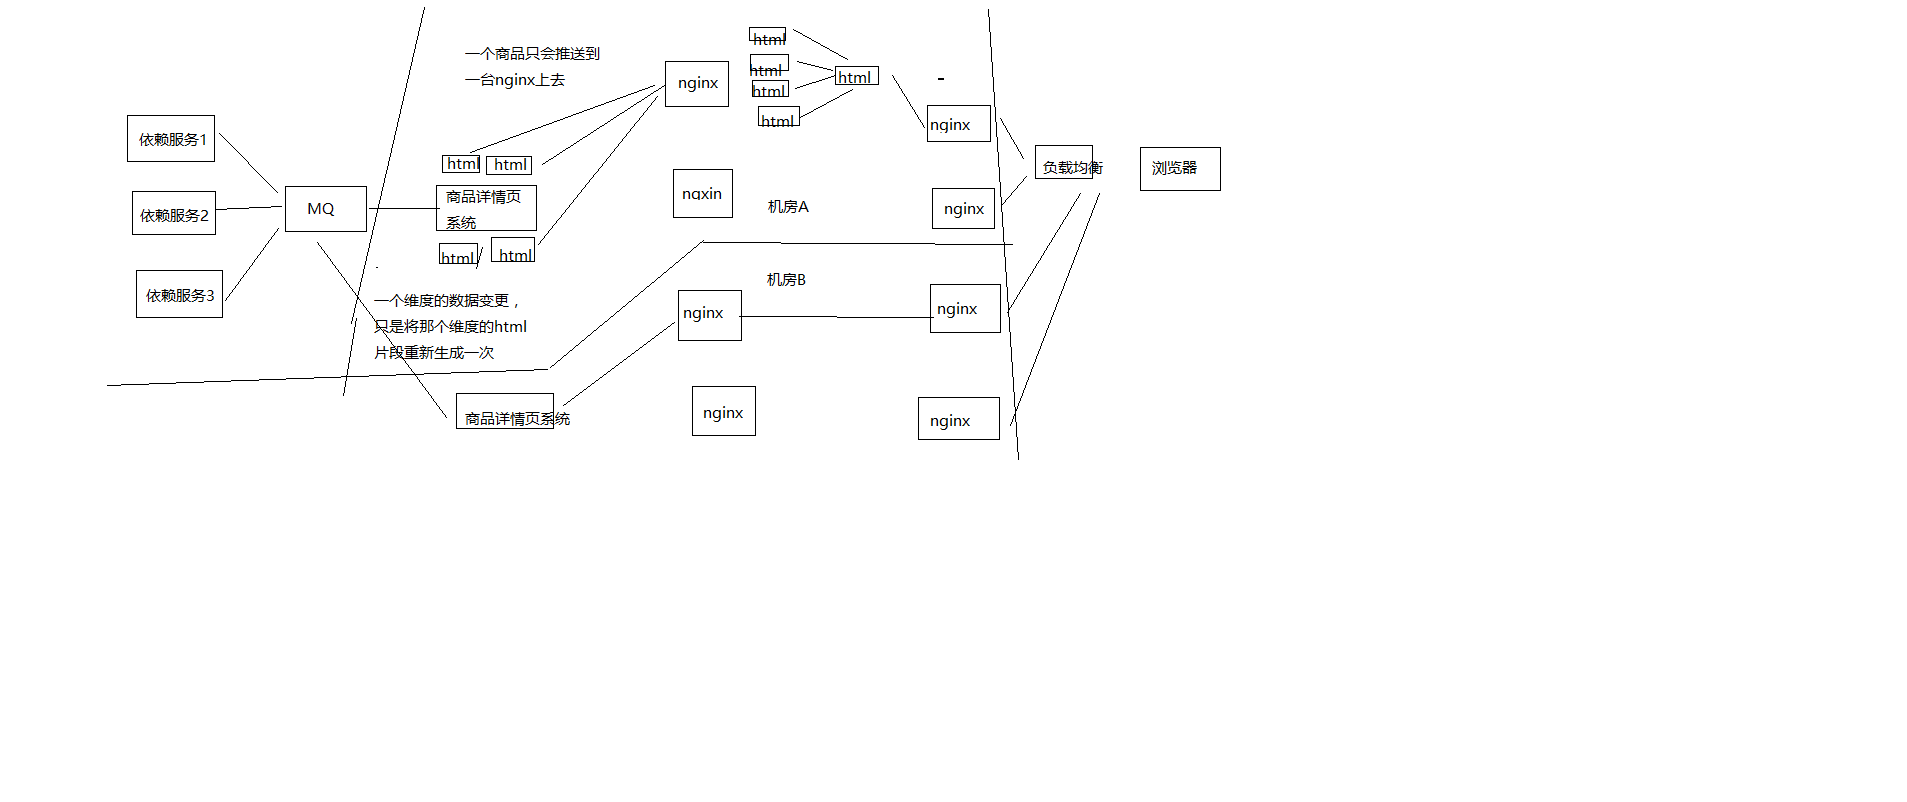 一个商品只会推送到
一台nginx上去
nginx
html
html
html
html
html
nginx
依赖服务1
依赖服务2
依赖服务3
MQ
html
html
商品详情页
系统
html
html
ngxin
机房A
nginx
负载均衡
浏览器
一个维度的数据变更，
只是将那个维度的html
片段重新生成一次
机房B
nginx
nginx
商品详情页系统
nginx
nginx